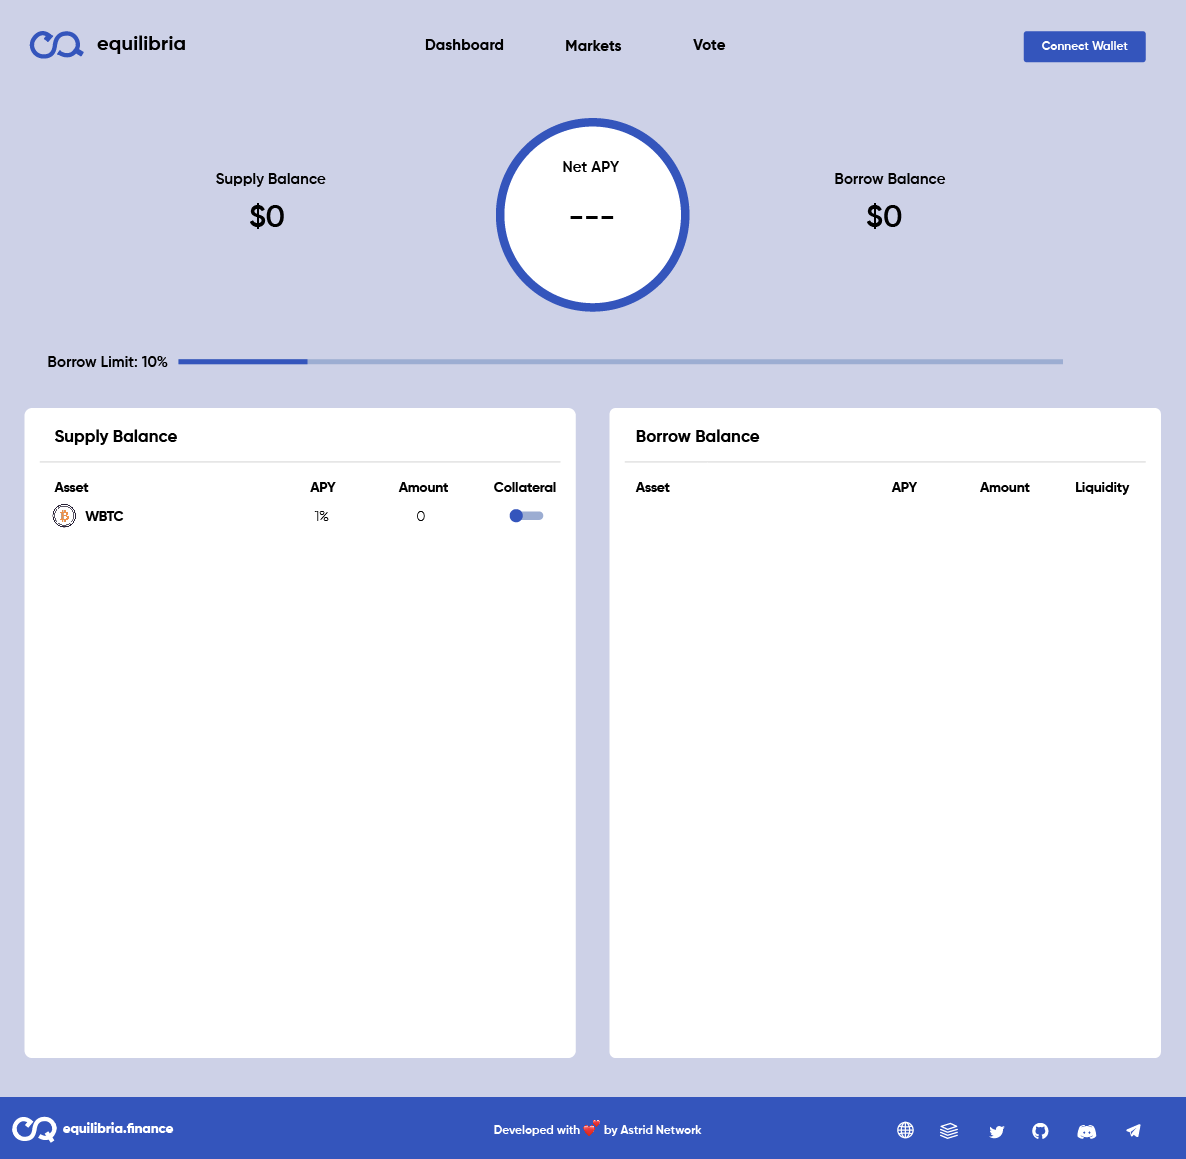 equilibria
Dashboard
Markets
Vote
Connect Wallet
Supply Balance
$0
Net APY
---
Borrow Balance
$0
Borrow Limit: 10%
Supply Balance
Asset APY Amount Collateral
WBTC 1% 0
Borrow Balance
Asset APY Amount Liquidity
equilibria.finance
Developed with 💕 by Astrid Network